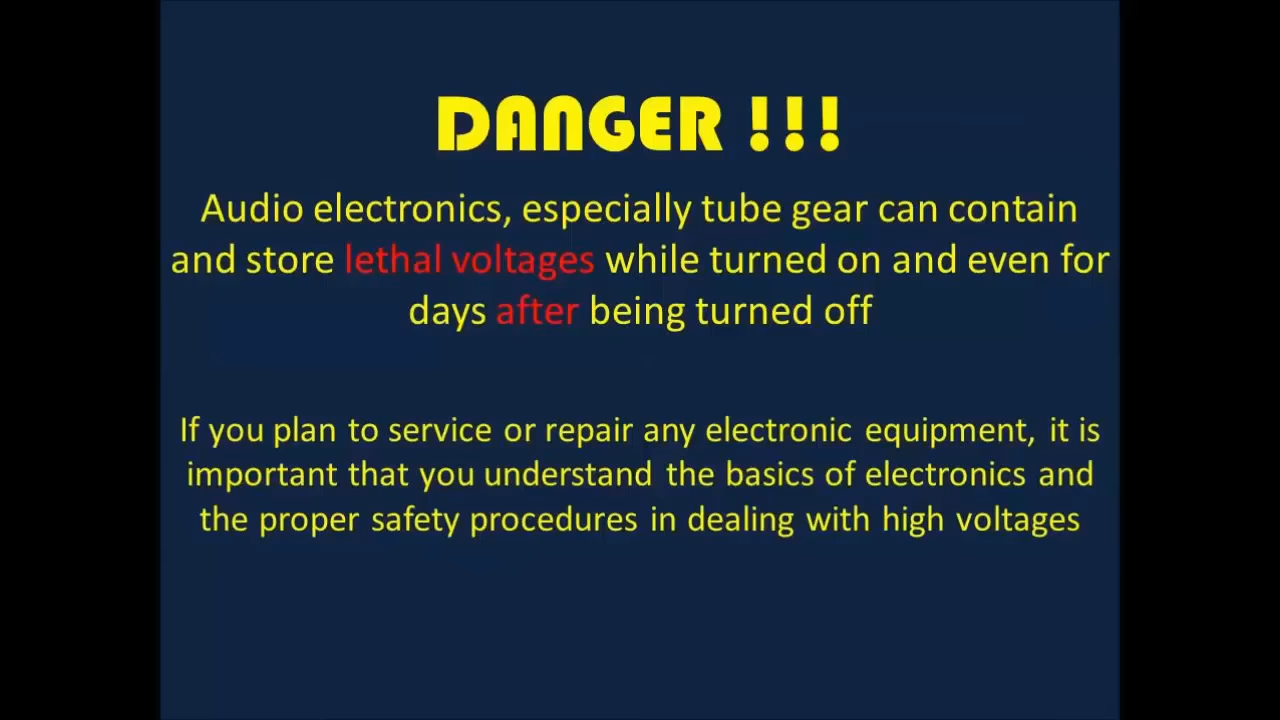 DANGER !!!
Audio electronics, especially tube gear can contain
and store lethal voltages while turned on and even for
days after being turned off
If you plan to service or repair any electronic equipment, it is
important that you understand the basics of electronics and
the proper safety procedures in dealing with high voltages